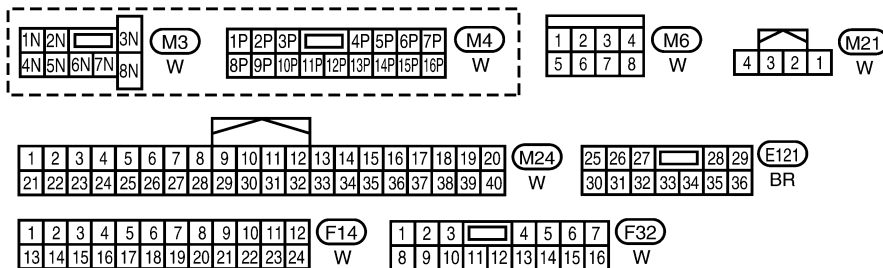 1N 2N 3N M3
4N 5N 6N 7N 8N W
1P 2P 3P 4P 5P 6P 7P M4
8P 9P 10P 11P 12P 13P 14P 15P 16P W
1 2 3 4 M6
5 6 7 8 W
M21
4 3 2 1 W
1 2 3 4 5 6 7 8 9 10 11 12 13 14 15 16 17 18 19 20 M24
21 22 23 24 25 26 27 28 29 30 31 32 33 34 35 36 37 38 39 40 W
25 26 27 28 29 E121
30 31 32 33 34 35 36 BR
1 2 3 4 5 6 7 8 9 10 11 12 F14
13 14 15 16 17 18 19 20 21 22 23 24 W
1 2 3 4 5 6 7 F32
8 9 10 11 12 13 14 15 16 W